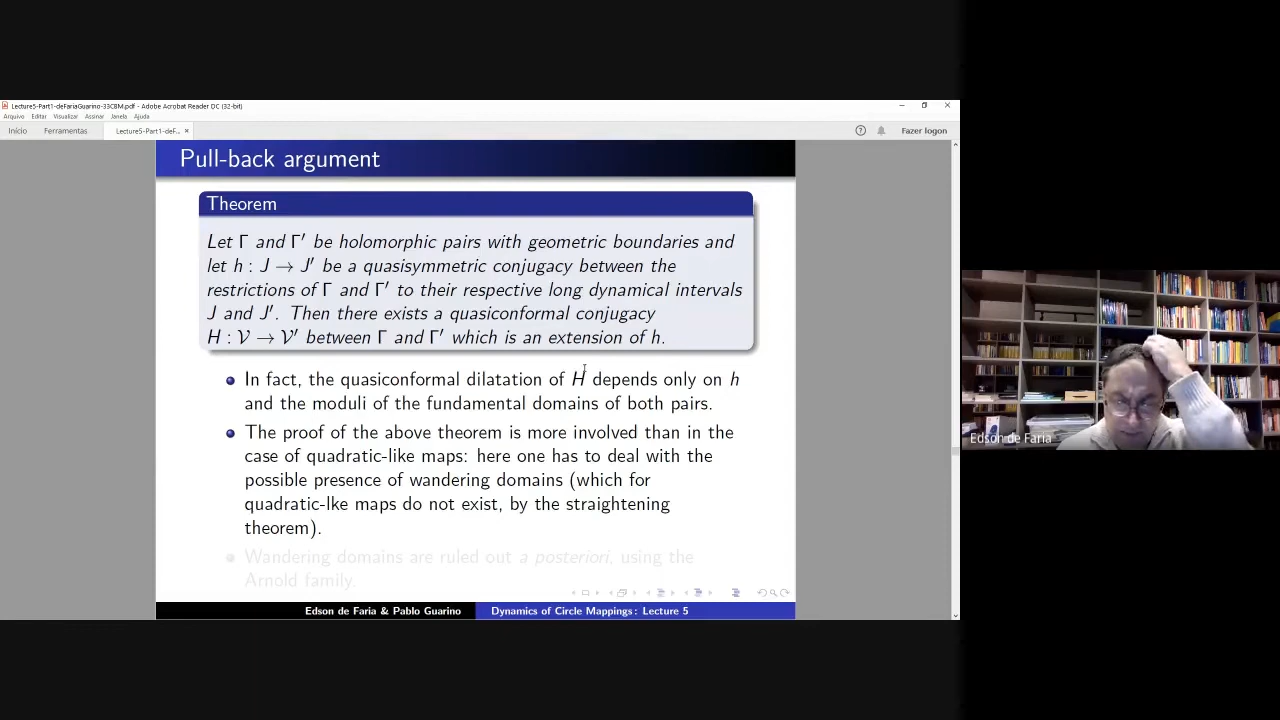 Lecture5-Part1-deFariaGuarino-33CBM.pdf - Adobe Acrobat Reader DC (32-bit)
Arquivo Editar Visualizar Assinar Janela Ajuda
Início Ferramentas Lecture5-Part1-deF... Fazer logon
Pull-back argument
Theorem
Let Γ and Γ′ be holomorphic pairs with geometric boundaries and
let h : J → J′ be a quasisymmetric conjugacy between the
restrictions of Γ and Γ′ to their respective long dynamical intervals
J and J′. Then there exists a quasiconformal conjugacy
H : 𝒱 → 𝒱′ between Γ and Γ′ which is an extension of h.
In fact, the quasiconformal dilatation of H depends only on h
and the moduli of the fundamental domains of both pairs.
The proof of the above theorem is more involved than in the
case of quadratic-like maps: here one has to deal with the
possible presence of wandering domains (which for
quadratic-lke maps do not exist, by the straightening
theorem).
Wandering domains are ruled out a posteriori, using the
Arnold family.
Edson de Faria & Pablo Guarino Dynamics of Circle Mappings: Lecture 5
Edson de Faria